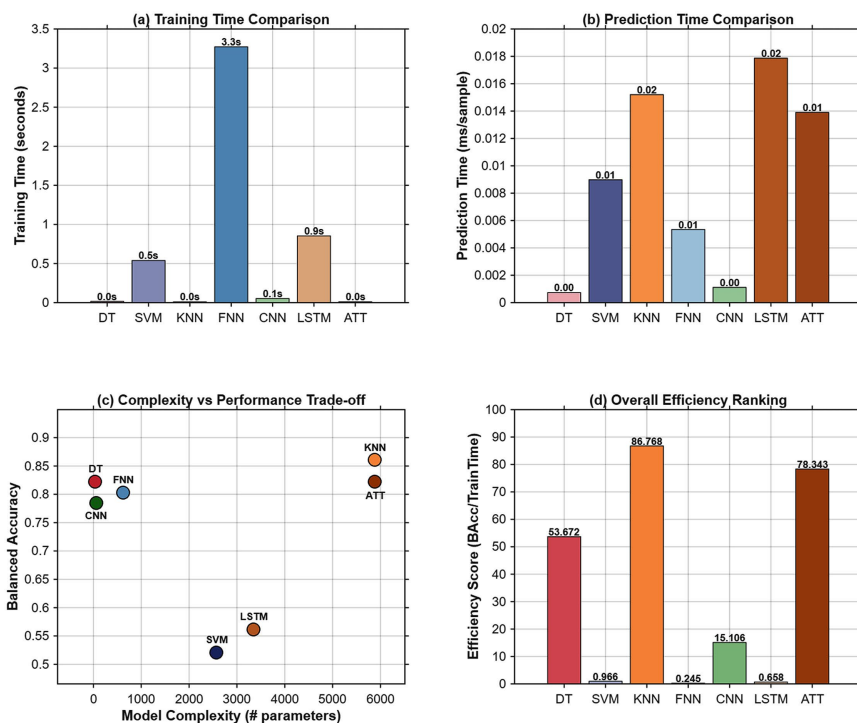 (a) Training Time Comparison
3.5
3
2.5
2
1.5
1
0.5
0
Training Time (seconds)
0.0s
0.5s
0.0s
3.3s
0.1s
0.9s
0.0s
DT SVM KNN FNN CNN LSTM ATT
(b) Prediction Time Comparison
0.02
0.018
0.016
0.014
0.012
0.01
0.008
0.006
0.004
0.002
0
Prediction Time (ms/sample)
0.00
0.01
0.02
0.01
0.00
0.02
0.01
DT SVM KNN FNN CNN LSTM ATT
(c) Complexity vs Performance Trade-off
0.9
0.85
0.8
0.75
0.7
0.65
0.6
0.55
0.5
Balanced Accuracy
DT
FNN
CNN
KNN
ATT
LSTM
SVM
0 1000 2000 3000 4000 5000 6000
Model Complexity (# parameters)
(d) Overall Efficiency Ranking
100
90
80
70
60
50
40
30
20
10
0
Efficiency Score (BAcc/TrainTime)
53.672
0.966
86.768
0.245
15.106
0.658
78.343
DT SVM KNN FNN CNN LSTM ATT